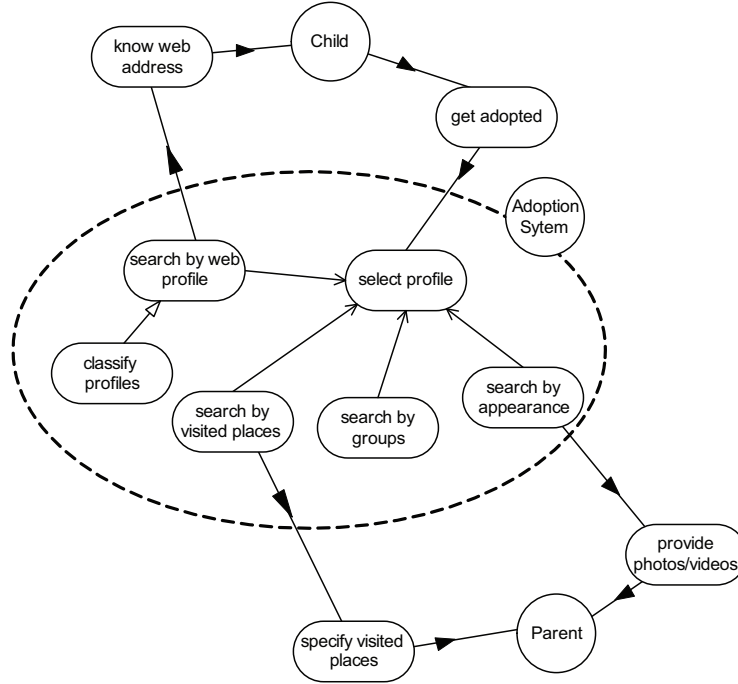 know web
address
Child
get adopted
Adoption
Sytem
search by web
profile
select profile
classify
profiles
search by
visited places
search by
groups
search by
appearance
provide
photos/videos
specify visited
places
Parent